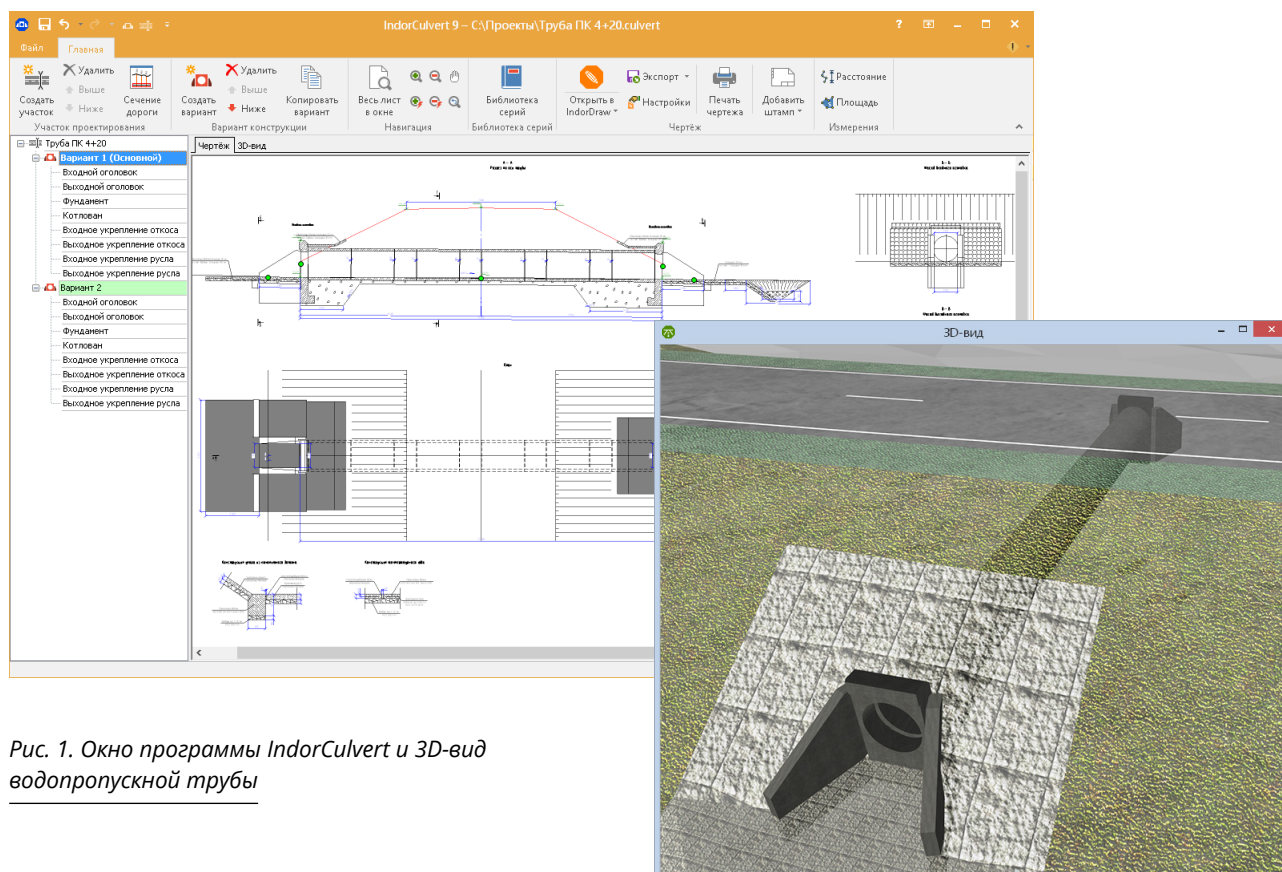 IndorCulvert 9 – C:\Проекты\Труба ПК 4+20.culvert
Файл
Главная
Создать участок
Удалить
Выше
Ниже
Сечение дороги
Участок проектирования
Создать вариант
Удалить
Выше
Ниже
Копировать вариант
Вариант конструкции
Весь лист в окне
Навигация
Библиотека серий
Библиотека серий
Открыть в IndorDraw
Экспорт
Настройки
Печать чертежа
Добавить штамп
Чертёж
Расстояние
Площадь
Измерения
Труба ПК 4+20
Вариант 1 (Основной)
Входной оголовок
Выходной оголовок
Фундамент
Котлован
Входное укрепление откоса
Выходное укрепление откоса
Входное укрепление русла
Выходное укрепление русла
Вариант 2
Входной оголовок
Выходной оголовок
Фундамент
Котлован
Входное укрепление откоса
Выходное укрепление откоса
Входное укрепление русла
Выходное укрепление русла
Чертёж
3D-вид
3D-вид
Рис. 1. Окно программы IndorCulvert и 3D-вид
водопропускной трубы